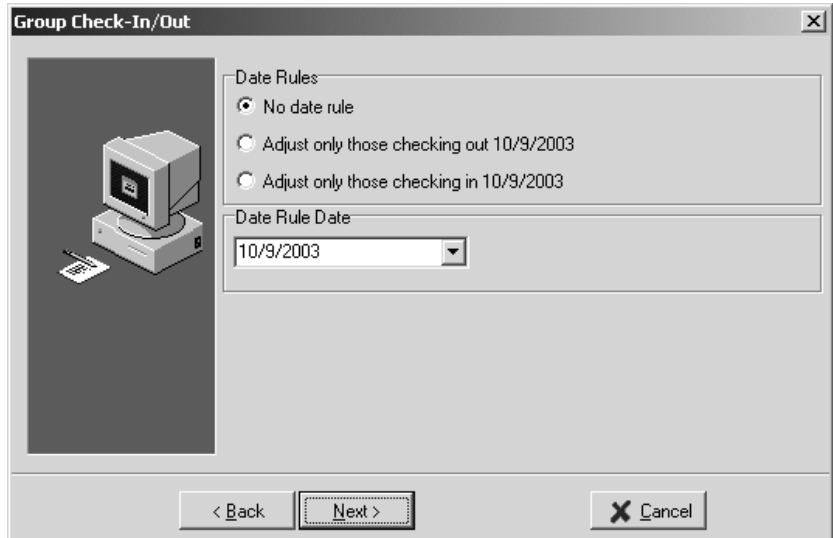 Group Check-In/Out
Date Rules
No date rule
Adjust only those checking out 10/9/2003
Adjust only those checking in 10/9/2003
Date Rule Date
10/9/2003
< Back
Next >
Cancel